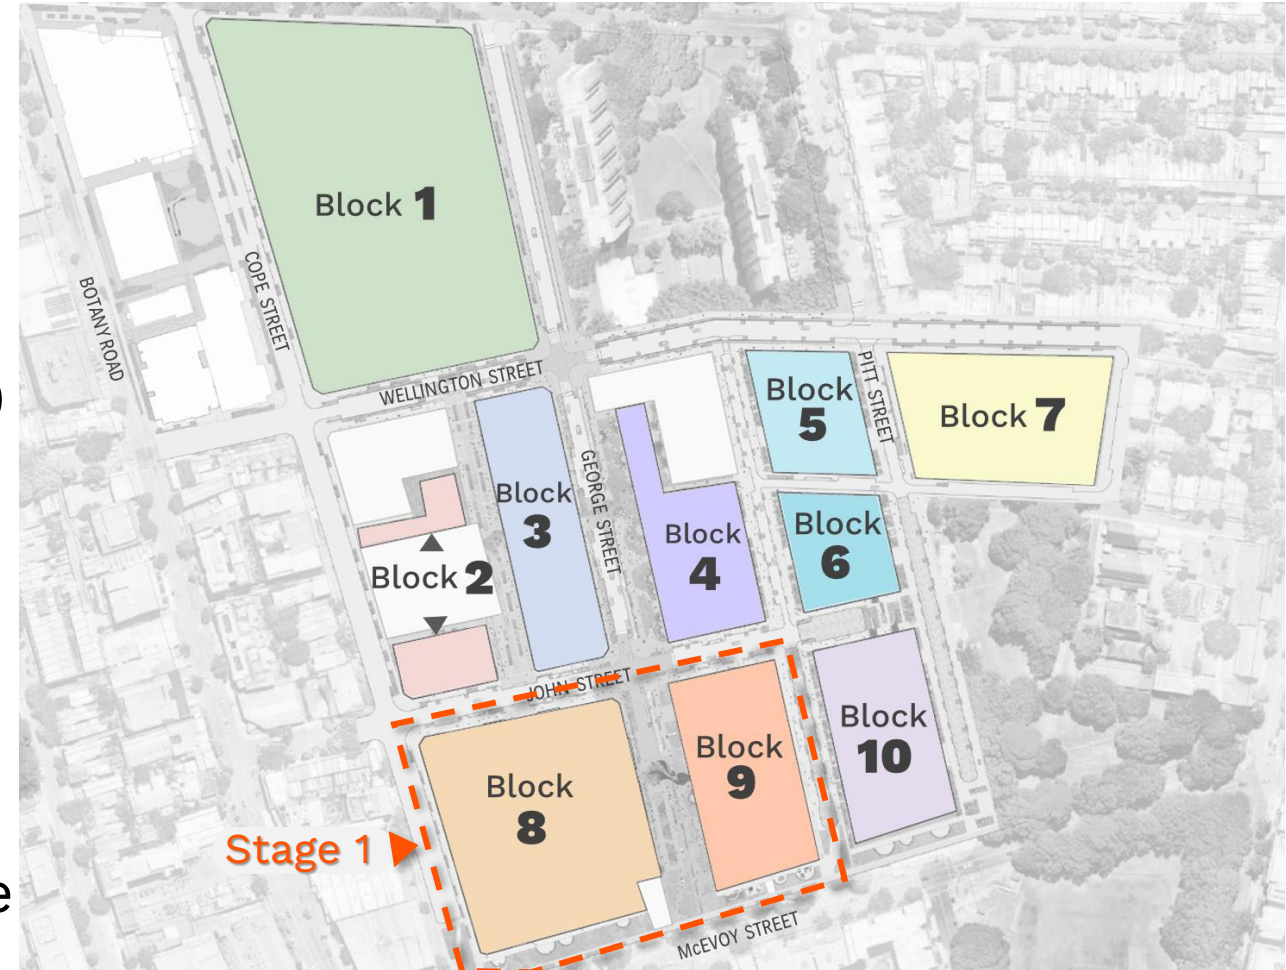 Block 1
BOTANY ROAD
COPE STREET
)
WELLINGTON STREET
Block
5
PITT STREET
Block 7
GEORGE STREET
Block
3
Block
4
Block
6
Block 2
JOHN STREET
Block
8
Block
9
Block
10
Stage 1
e
McEVOY STREET